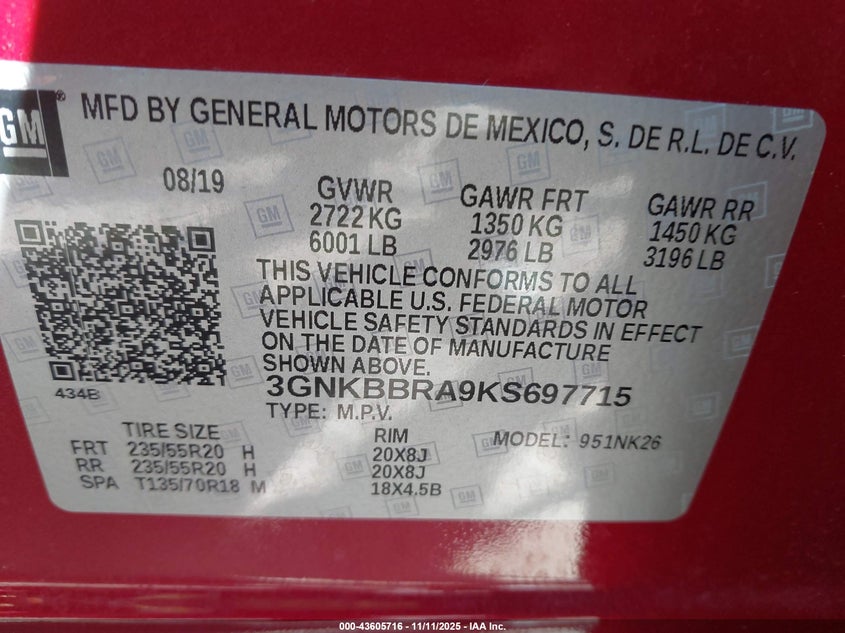 GM®
MFD BY GENERAL MOTORS DE MEXICO, S. DE R.L. DE C.V.
08/19
GVWR
2722 KG
6001 LB
GAWR FRT
1350 KG
2976 LB
GAWR RR
1450 KG
3196 LB
THIS VEHICLE CONFORMS TO ALL
APPLICABLE U.S. FEDERAL MOTOR
VEHICLE SAFETY STANDARDS IN EFFECT
ON THE DATE OF MANUFACTURE
SHOWN ABOVE.
434B
3GNKBBRA9KS697715
TYPE: M.P.V.
TIRE SIZE RIM MODEL: 951NK26
FRT 235/55R20 H 20X8J
RR 235/55R20 H 20X8J
SPA T135/70R18 M 18X4.5B
000-43605716 - 11/11/2025 - IAA Inc.